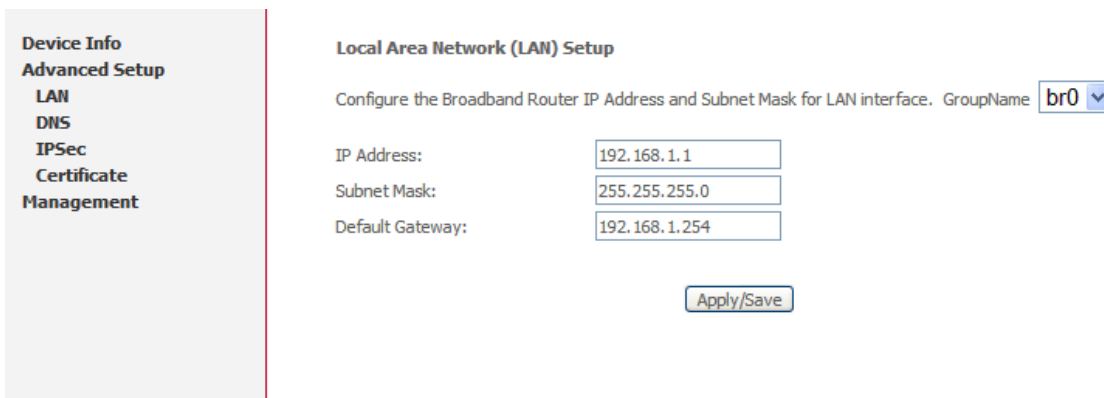 Device Info
Advanced Setup
LAN
DNS
IPSec
Certificate
Management
Local Area Network (LAN) Setup
Configure the Broadband Router IP Address and Subnet Mask for LAN interface. GroupName br0
IP Address: 192.168.1.1
Subnet Mask: 255.255.255.0
Default Gateway: 192.168.1.254
Apply/Save